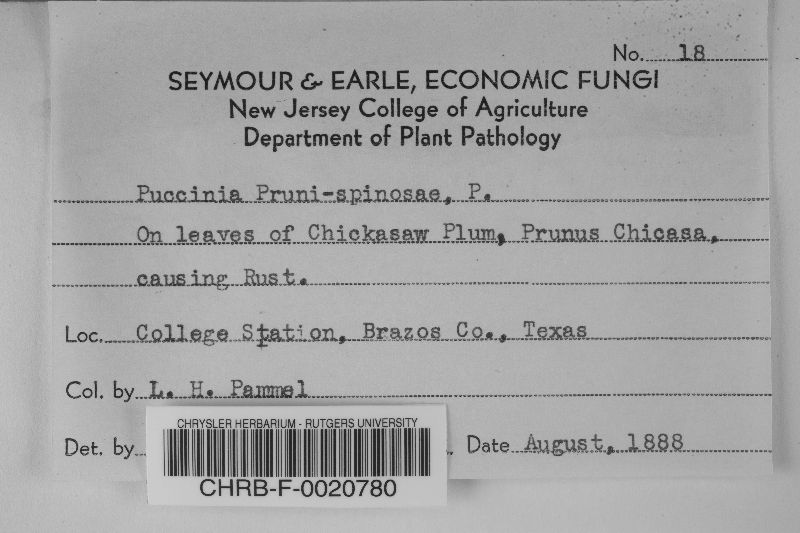 No. 18
SEYMOUR & EARLE, ECONOMIC FUNGI
New Jersey College of Agriculture
Department of Plant Pathology
Puccinia Pruni-spinosae, P.
On leaves of Chickasaw Plum, Prunus Chicasa,
causing Rust.
Loc. College Station, Brazos Co., Texas
Col. by L. H. Pammel
Det. by Date August, 1888
CHRYSLER HERBARIUM - RUTGERS UNIVERSITY
CHRB-F-0020780